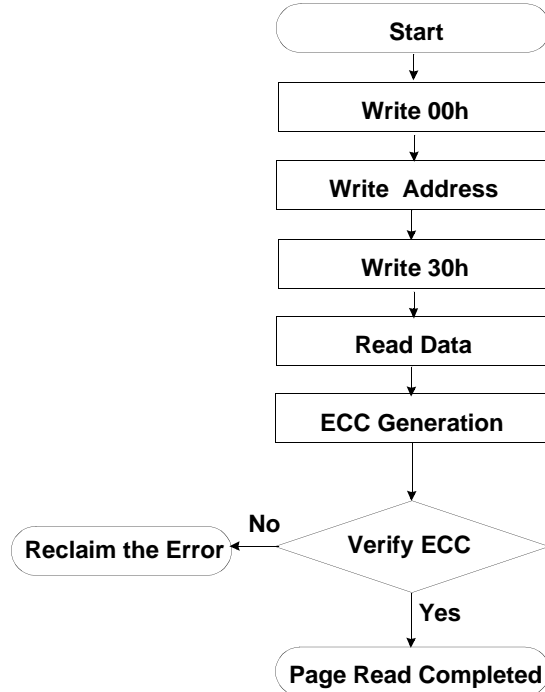 Start
Write 00h
Write Address
Write 30h
Read Data
ECC Generation
No
Reclaim the Error
Verify ECC
Yes
Page Read Completed